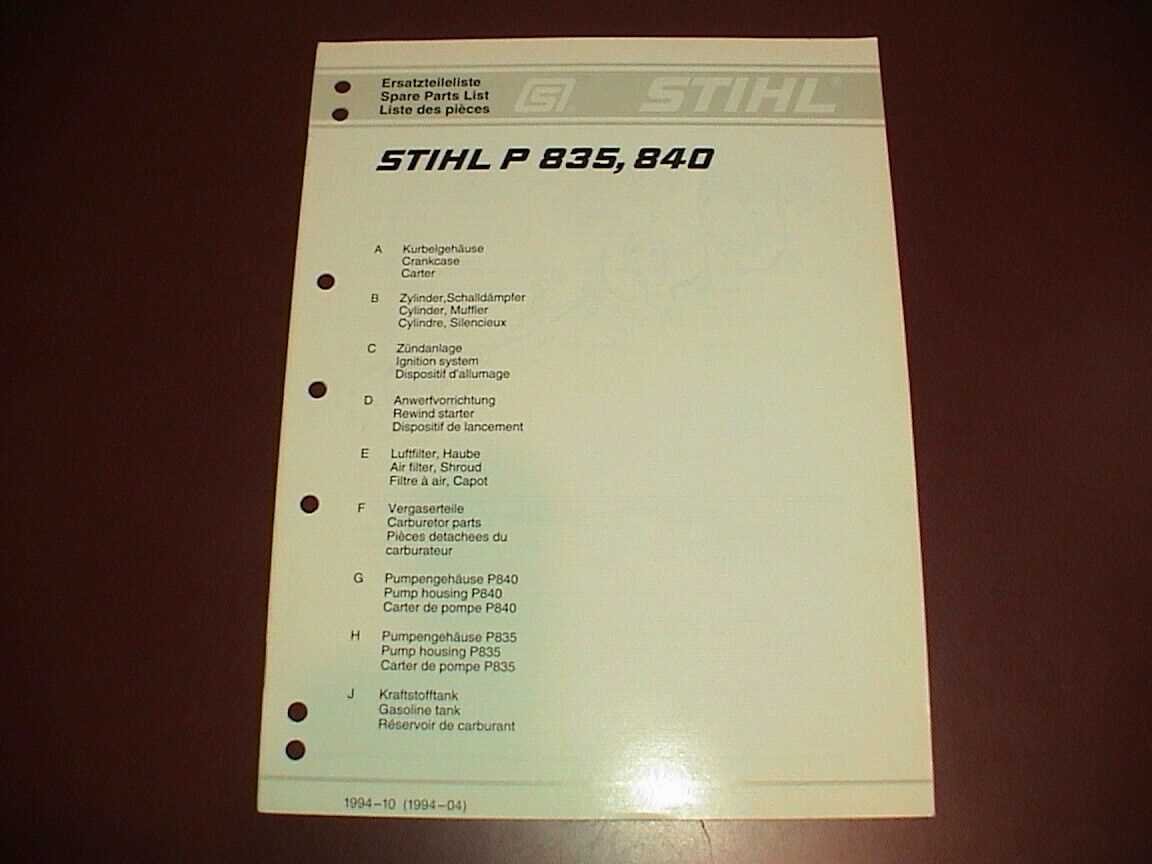 Ersatzteileliste
Spare Parts List
Liste des pièces
STIHL
STIHL P 835, 840
A Kurbelgehäuse
Crankcase
Carter
B Zylinder,Schalldämpfer
Cylinder, Muffler
Cylindre, Silencieux
C Zündanlage
Ignition system
Dispositif d'allumage
D Anwerfvorrichtung
Rewind starter
Dispositif de lancement
E Luftfilter, Haube
Air filter, Shroud
Filtre à air, Capot
F Vergaserteile
Carburetor parts
Pièces detachees du
carburateur
G Pumpengehäuse P840
Pump housing P840
Carter de pompe P840
H Pumpengehäuse P835
Pump housing P835
Carter de pompe P835
J Kraftstofftank
Gasoline tank
Réservoir de carburant
1994–10 (1994–04)